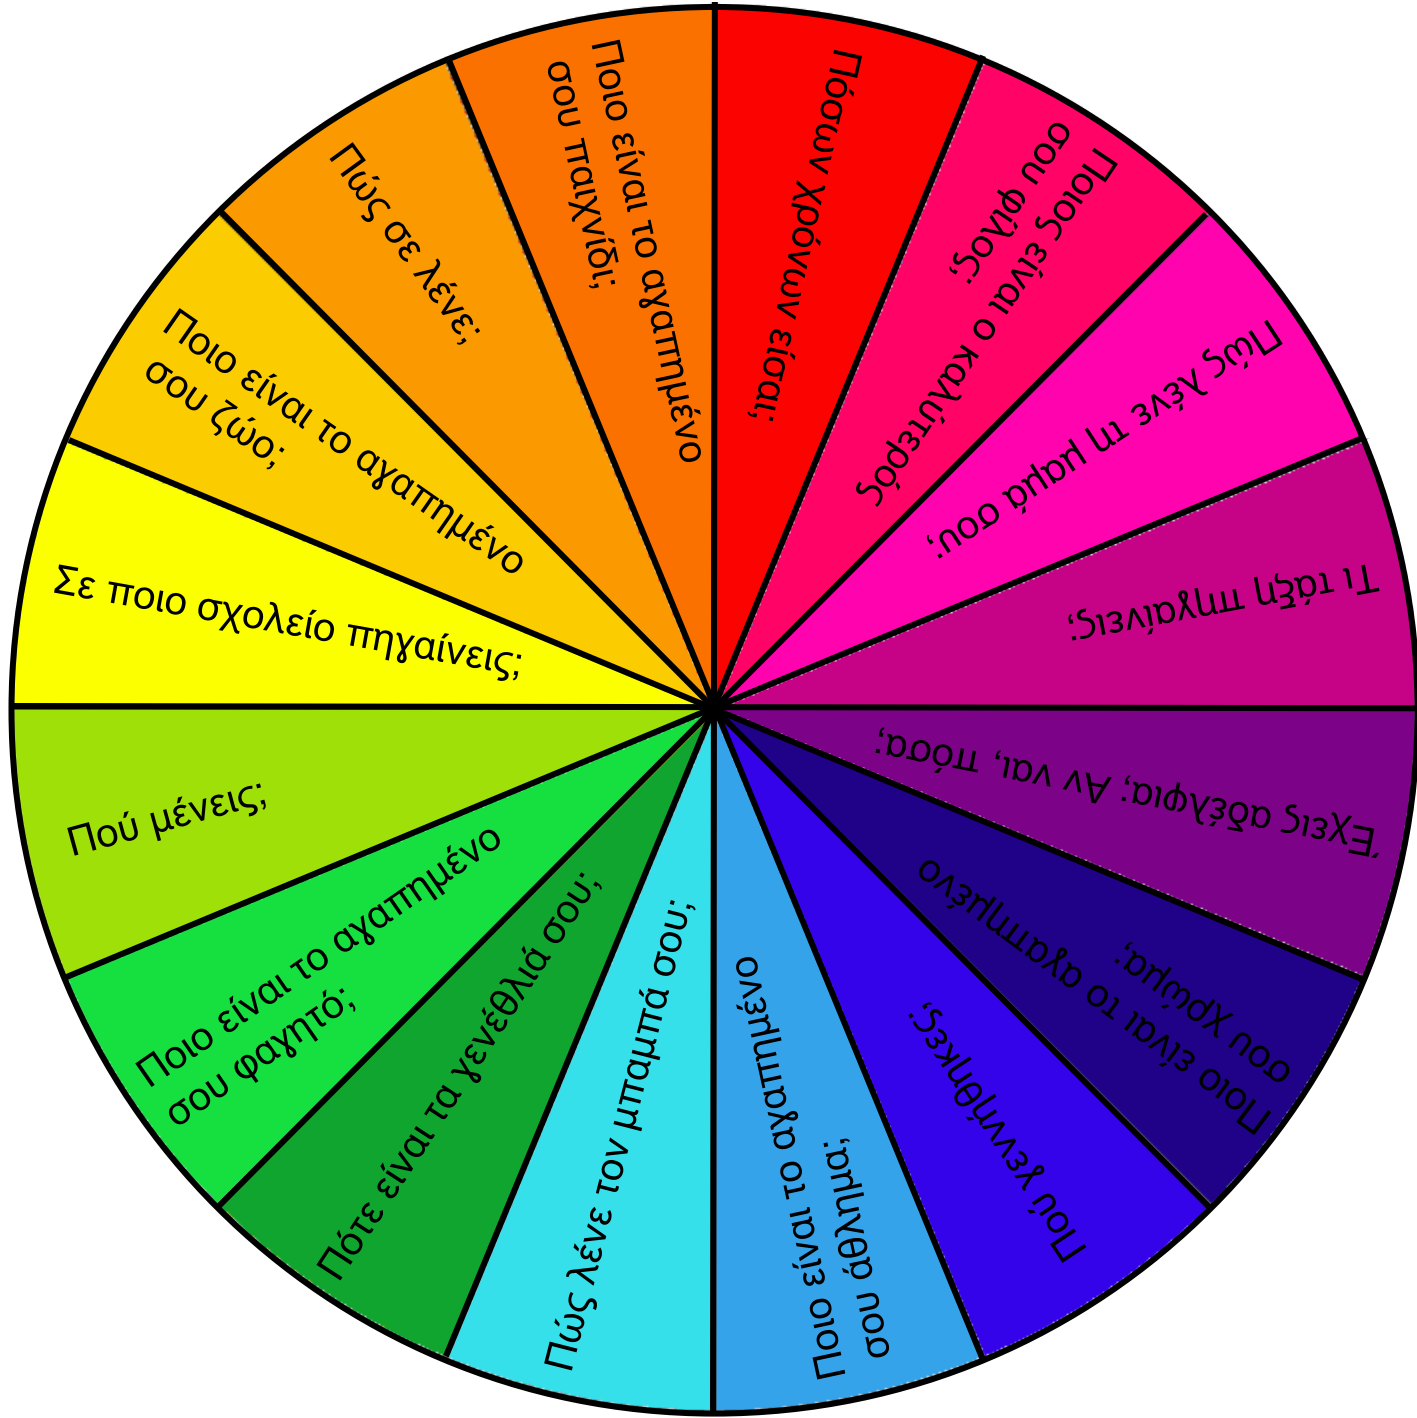 Πόσων χρόνων είσαι;
Ποιος είναι ο καλύτερός
σου φίλος;
Πώς λένε τη μαμά σου;
Τι τάξη πηγαίνεις;
Έχεις αδέλφια; Αν ναι, πόσα;
Ποιο είναι το αγαπημένο
σου χρώμα;
Πού γεννήθηκες;
Ποιο είναι το αγαπημένο
σου άθλημα;
Πώς λένε τον μπαμπά σου;
Πότε είναι τα γενέθλιά σου;
Ποιο είναι το αγαπημένο
σου φαγητό;
Πού μένεις;
Σε ποιο σχολείο πηγαίνεις;
Ποιο είναι το αγαπημένο
σου ζώο;
Πώς σε λένε;
Ποιο είναι το αγαπημένο
σου παιχνίδι;